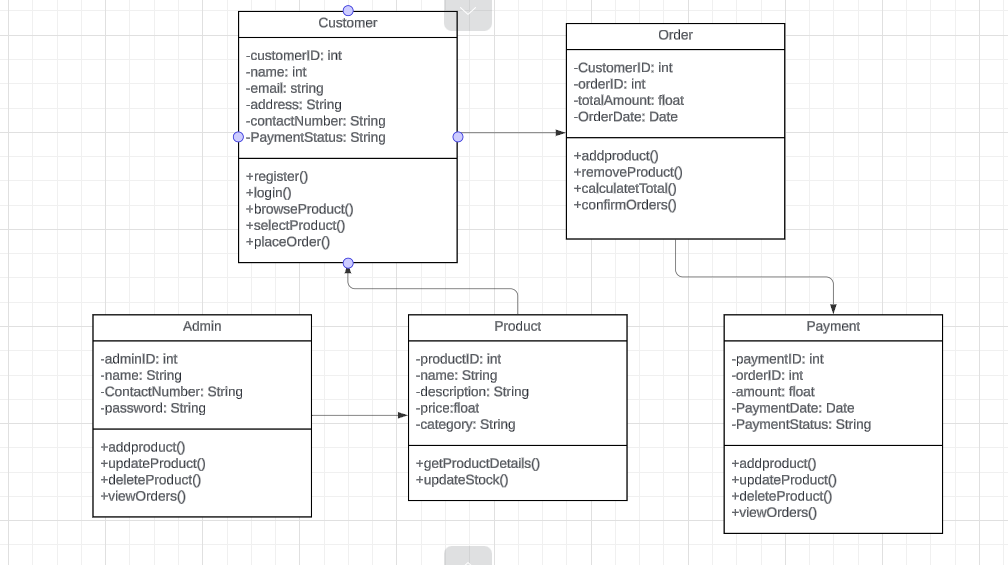 Customer
-customerID: int
-name: int
-email: string
-address: String
-contactNumber: String
-PaymentStatus: String
+register()
+login()
+browseProduct()
+selectProduct()
+placeOrder()
Order
-CustomerID: int
-orderID: int
-totalAmount: float
-OrderDate: Date
+addproduct()
+removeProduct()
+calculatetTotal()
+confirmOrders()
Admin
-adminID: int
-name: String
-ContactNumber: String
-password: String
+addproduct()
+updateProduct()
+deleteProduct()
+viewOrders()
Product
-productID: int
-name: String
-description: String
-price:float
-category: String
+getProductDetails()
+updateStock()
Payment
-paymentID: int
-orderID: int
-amount: float
-PaymentDate: Date
-PaymentStatus: String
+addproduct()
+updateProduct()
+deleteProduct()
+viewOrders()